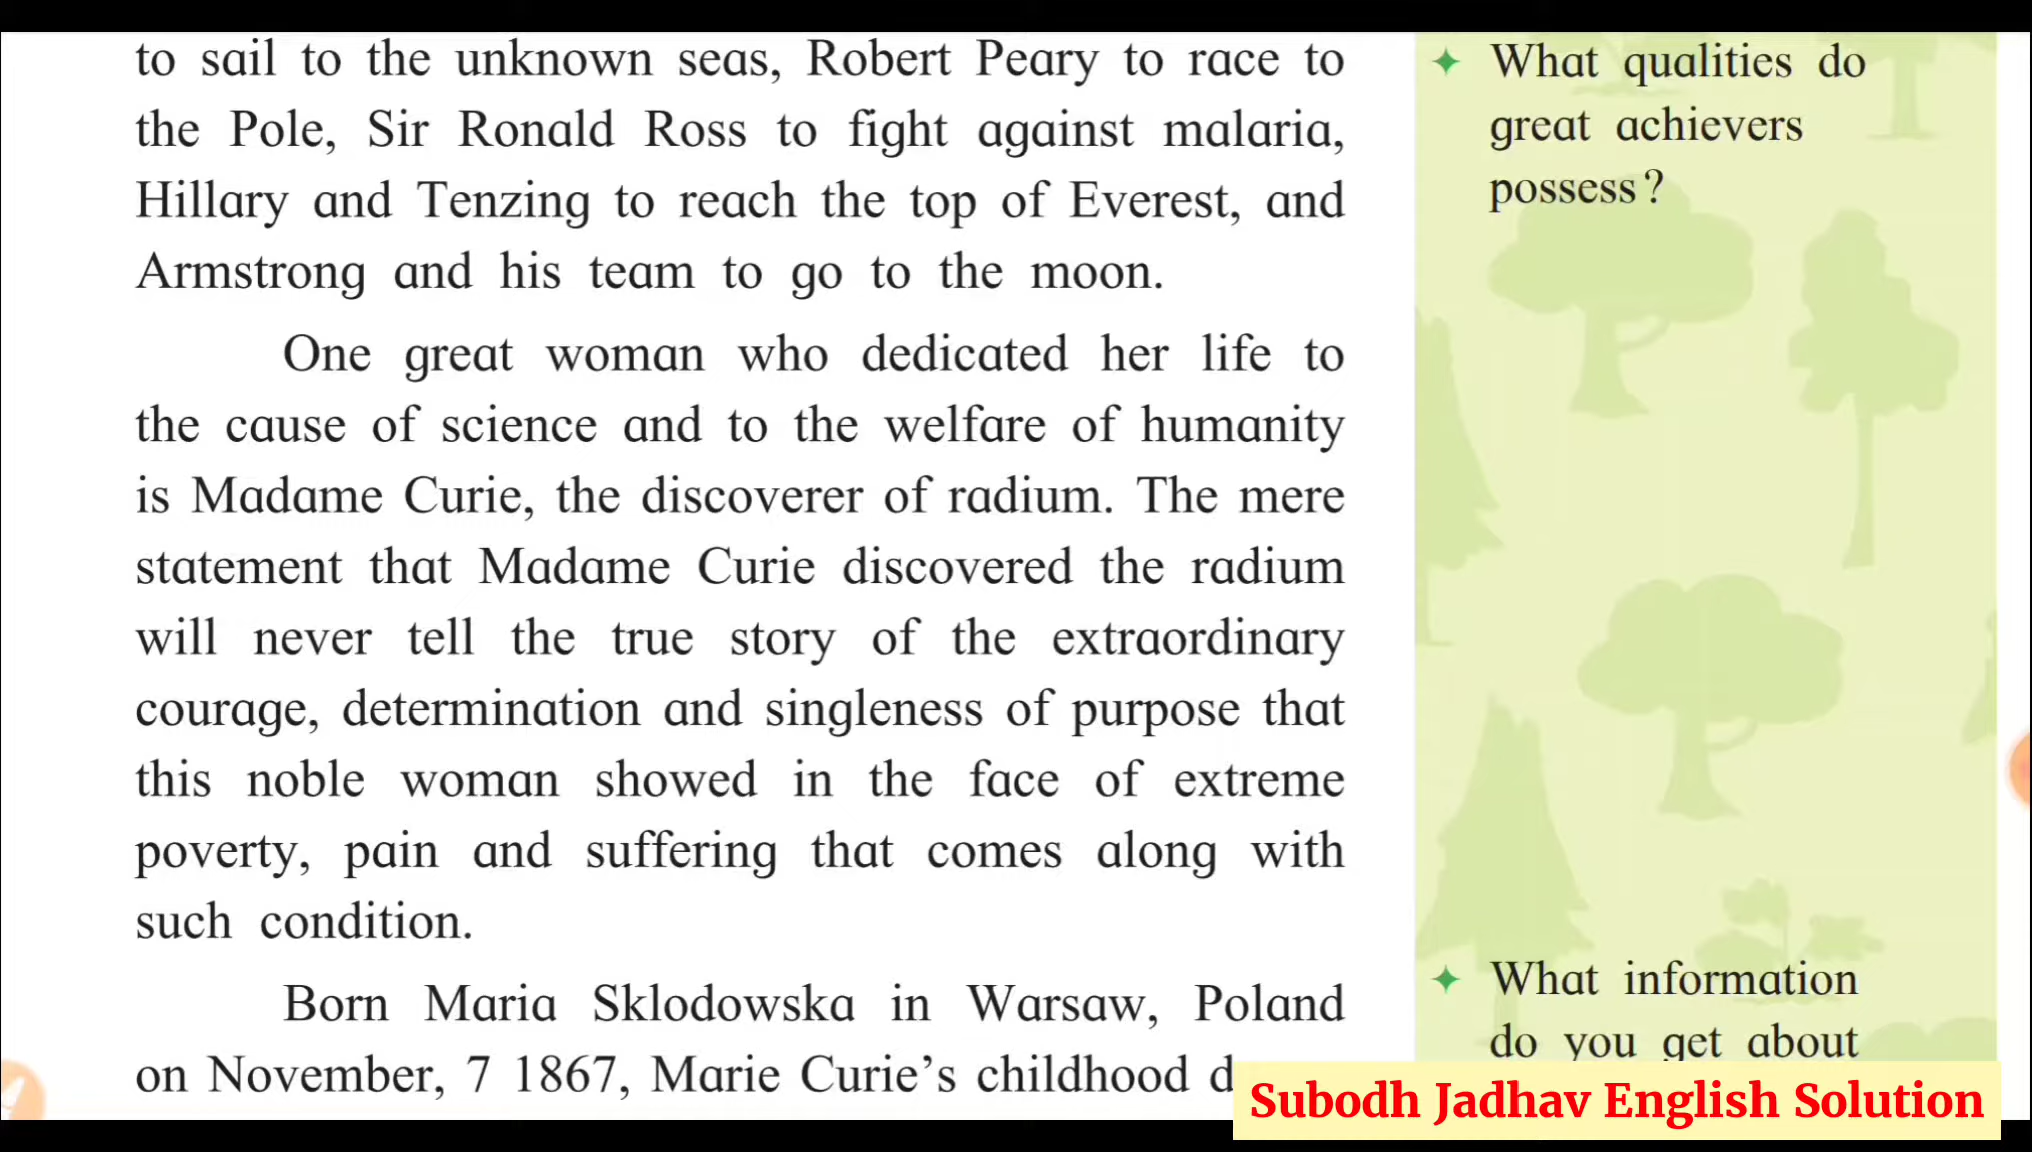 to sail to the unknown seas, Robert Peary to race to
the Pole, Sir Ronald Ross to fight against malaria,
Hillary and Tenzing to reach the top of Everest, and
Armstrong and his team to go to the moon.
One great woman who dedicated her life to
the cause of science and to the welfare of humanity
is Madame Curie, the discoverer of radium. The mere
statement that Madame Curie discovered the radium
will never tell the true story of the extraordinary
courage, determination and singleness of purpose that
this noble woman showed in the face of extreme
poverty, pain and suffering that comes along with
such condition.
Born Maria Sklodowska in Warsaw, Poland
on November, 7 1867, Marie Curie's childhood
What qualities do
great achievers
possess?
What information
do you get about
Subodh Jadhav English Solution